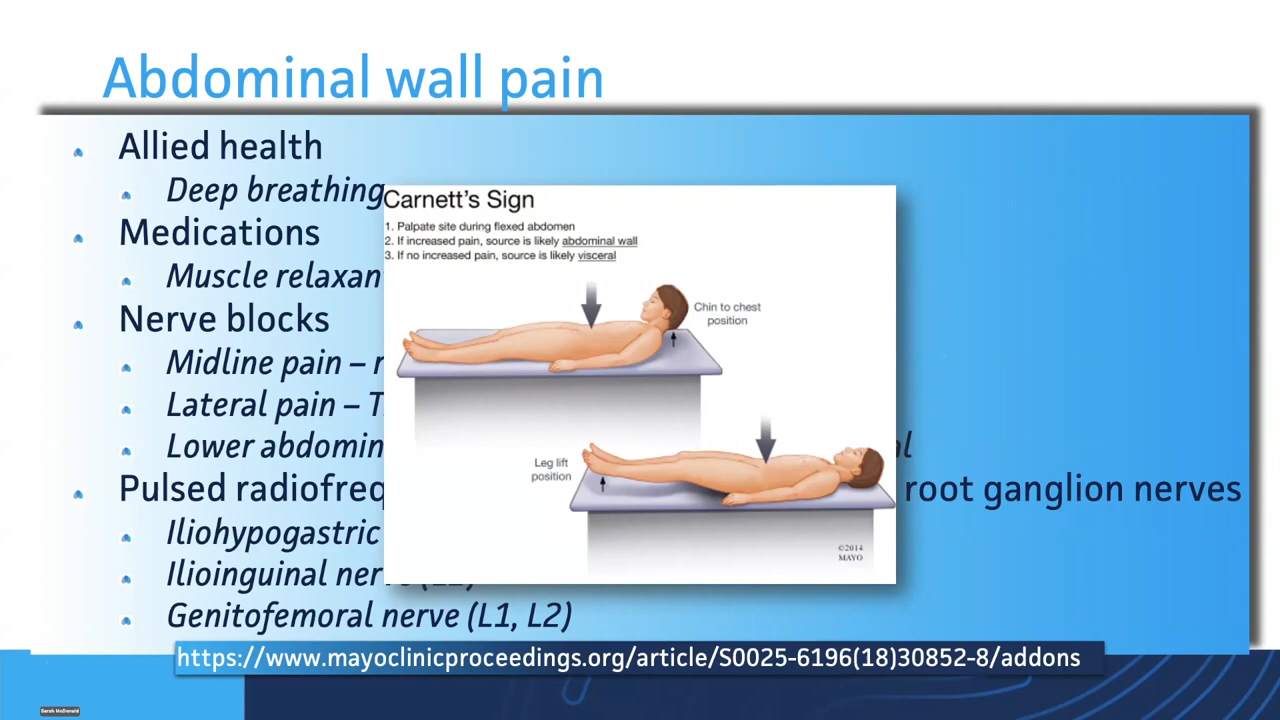 Abdominal wall pain
Allied health
Deep breathing
Medications
Muscle relaxan
Nerve blocks
Midline pain – r
Lateral pain – T
Lower abdomin al
Pulsed radiofreq root ganglion nerves
Iliohypogastric
Ilioinguinal ner
Genitofemoral nerve (L1, L2)
Carnett's Sign
1. Palpate site during flexed abdomen
2. If increased pain, source is likely abdominal wall
3. If no increased pain, source is likely visceral
Chin to chest
position
Leg lift
position
©2014
MAYO
https://www.mayoclinicproceedings.org/article/S0025-6196(18)30852-8/addons
Sarah McDonald